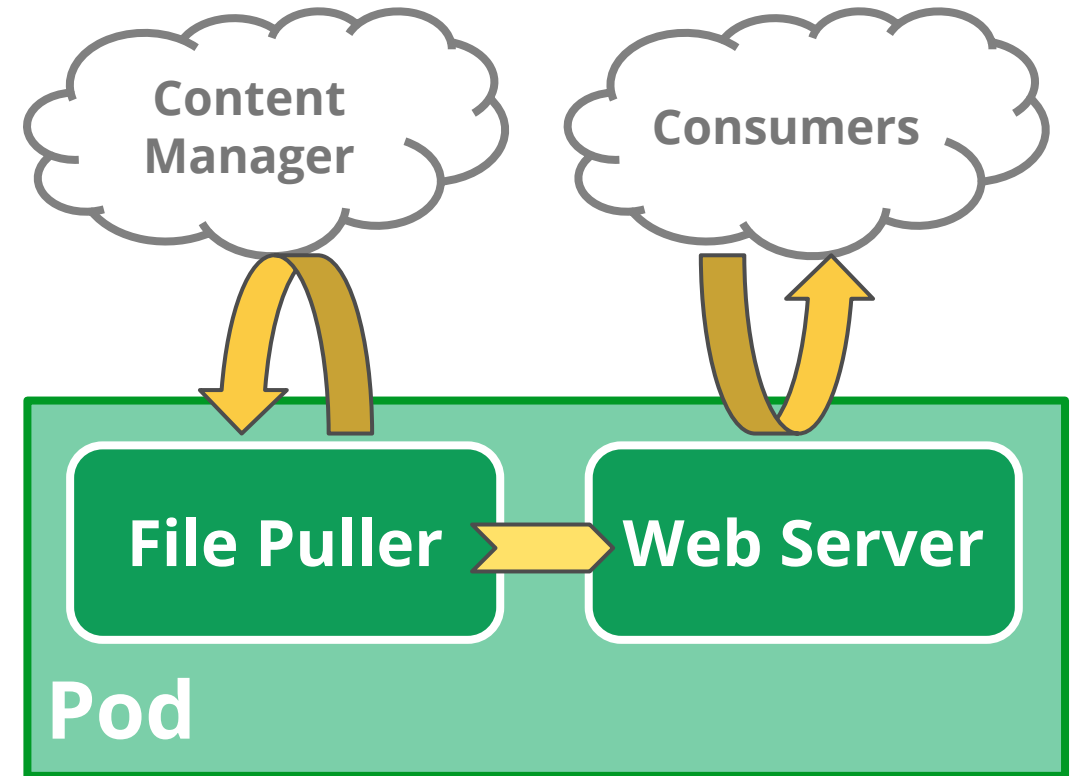 Content
Manager
Consumers
File Puller
Web Server
Pod